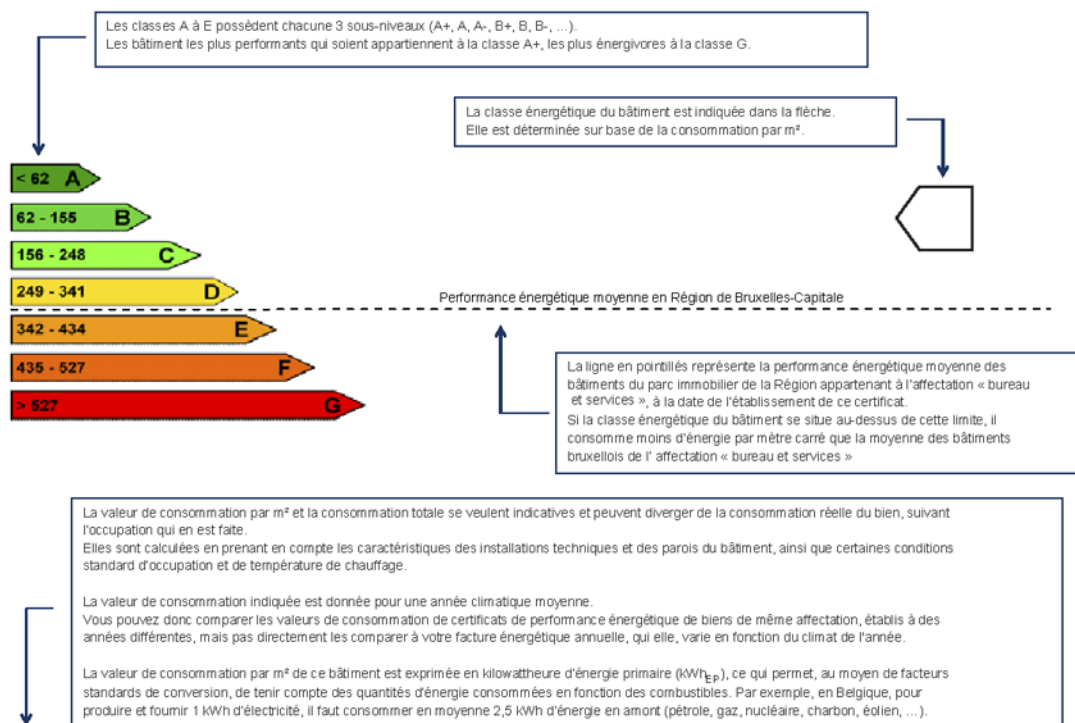 Les classes A à E possèdent chacune 3 sous-niveaux (A+, A, A-, B+, B, B-, ...).
Les bâtiment les plus performants qui soient appartiennent à la classe A+, les plus énergivores à la classe G.
La classe énergétique du bâtiment est indiquée dans la flèche.
Elle est déterminée sur base de la consommation par m².
< 62 A
62 - 155 B
156 - 248 C
249 - 341 D
Performance énergétique moyenne en Région de Bruxelles-Capitale
342 - 434 E
435 - 527 F
> 527 G
La ligne en pointillés représente la performance énergétique moyenne des
bâtiments du parc immobilier de la Région appartenant à l'affectation « bureau
et services », à la date de l'établissement de ce certificat.
Si la classe énergétique du bâtiment se situe au-dessus de cette limite, il
consomme moins d'énergie par mètre carré que la moyenne des bâtiments
bruxellois de l' affectation « bureau et services »
La valeur de consommation par m² et la consommation totale se veulent indicatives et peuvent diverger de la consommation réelle du bien, suivant
l'occupation qui en est faite.
Elles sont calculées en prenant en compte les caractéristiques des installations techniques et des parois du bâtiment, ainsi que certaines conditions
standard d'occupation et de température de chauffage.
La valeur de consommation indiquée est donnée pour une année climatique moyenne.
Vous pouvez donc comparer les valeurs de consommation de certificats de performance énergétique de biens de même affectation, établis à des
années différentes, mais pas directement les comparer à votre facture énergétique annuelle, qui elle, varie en fonction du climat de l'année.
La valeur de consommation par m² de ce bâtiment est exprimée en kilowattheure d'énergie primaire (kWhEP), ce qui permet, au moyen de facteurs
standards de conversion, de tenir compte des quantités d'énergie consommées en fonction des combustibles. Par exemple, en Belgique, pour
produire et fournir 1 kWh d'électricité, il faut consommer en moyenne 2,5 kWh d'énergie en amont (pétrole, gaz, nucléaire, charbon, éolien, ...).